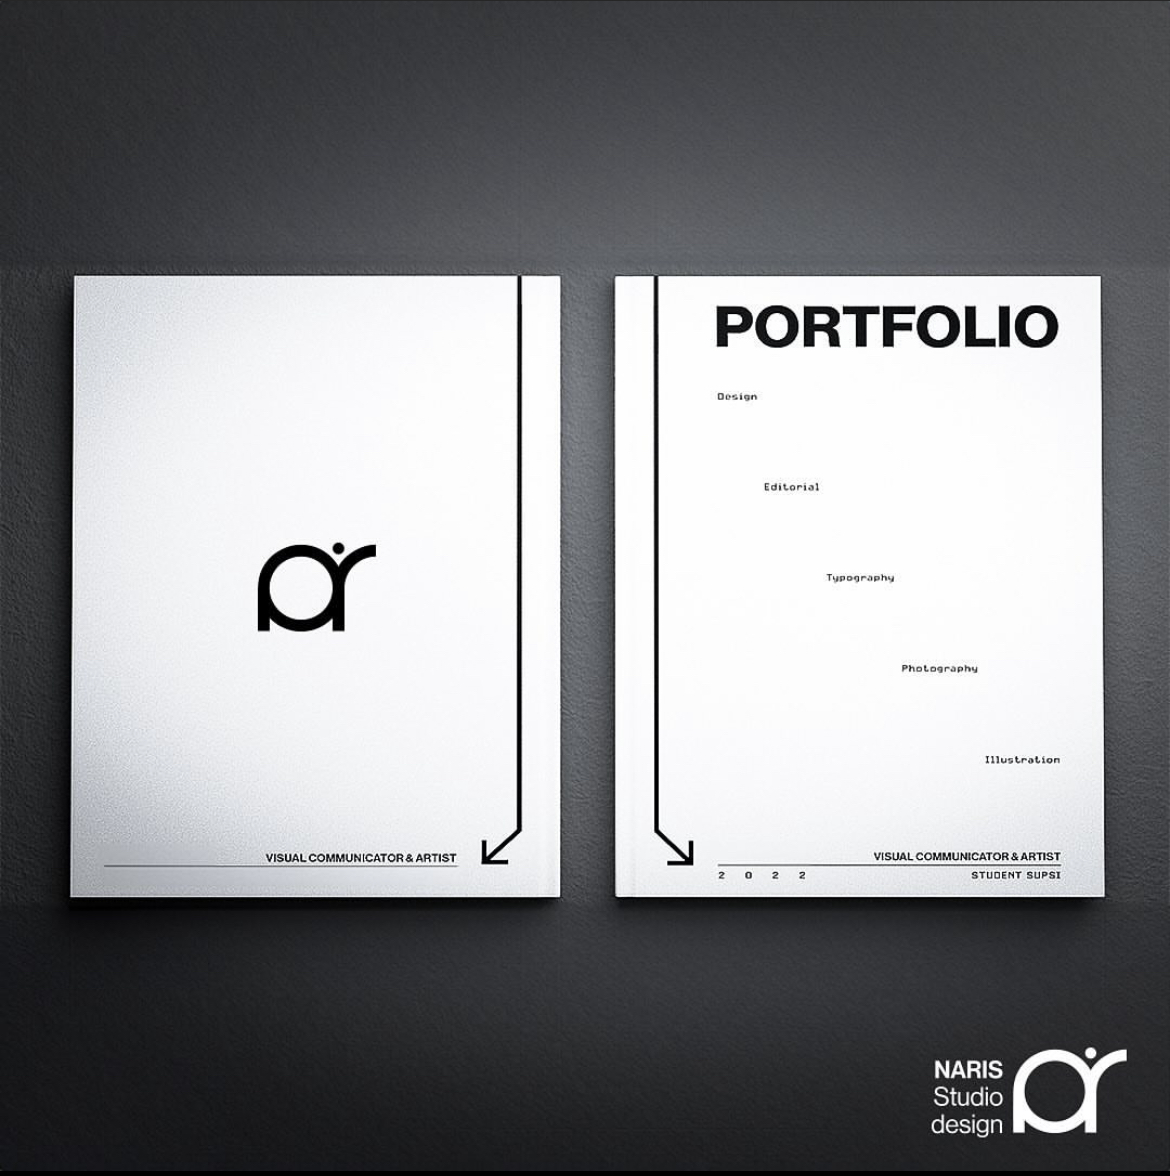 VISUAL COMMUNICATOR & ARTIST
PORTFOLIO
Design
Editorial
Typography
Photography
Illustration
VISUAL COMMUNICATOR & ARTIST
2 0 2 2
STUDENT SUPSI
NARIS
Studio
design